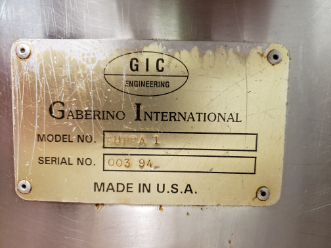 GIC
ENGINEERING
GABERINO INTERNATIONAL
MODEL NO.
SERIAL NO. 003 94
MADE IN U.S.A.